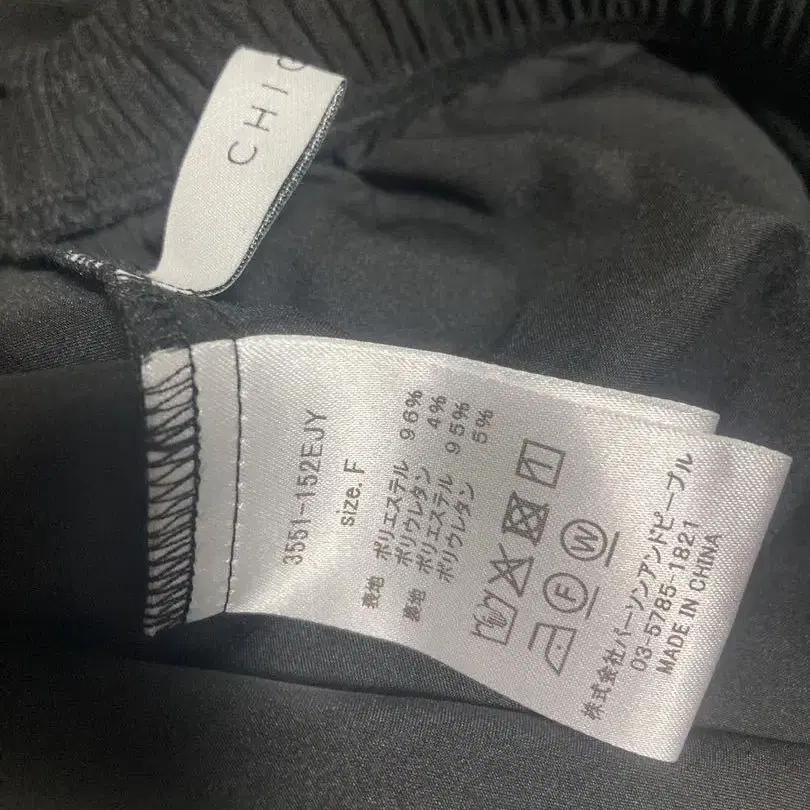 CHIC
3551-152EJY
size. F
表地 ポリエステル 96%
ポリウレタン 4%
裏地 ポリエステル 95%
ポリウレタン 5%
F W
株式会社パーソンアンドピープル
03-5785-1821
MADE IN CHINA